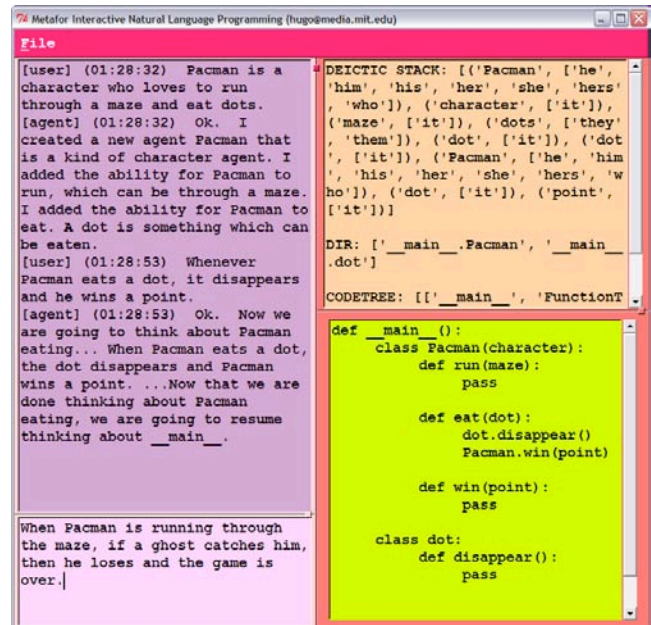 Metafor Interactive Natural Language Programming (hugo@media.mit.edu)
File
[user] (01:28:32)  Pacman is a
character who loves to run
through a maze and eat dots.
[agent] (01:28:32)  Ok.  I
created a new agent Pacman that
is a kind of character agent. I
added the ability for Pacman to
run, which can be through a maze.
I added the ability for Pacman to
eat. A dot is something which can
be eaten.
[user] (01:28:53)  Whenever
Pacman eats a dot, it disappears
and he wins a point.
[agent] (01:28:53)  Ok.  Now we
are going to think about Pacman
eating... When Pacman eats a dot,
the dot disappears and Pacman
wins a point. ...Now that we are
done thinking about Pacman
eating, we are going to resume
thinking about __main__.
When Pacman is running through
the maze, if a ghost catches him,
then he loses and the game is
over.
DEICTIC STACK: [('Pacman', ['he',
'him', 'his', 'her', 'she', 'hers'
, 'who']), ('character', ['it']),
('maze', ['it']), ('dots', ['they'
, 'them']), ('dot', ['it']), ('dot
', ['it']), ('Pacman', ['he', 'him
', 'his', 'her', 'she', 'hers', 'w
ho']), ('dot', ['it']), ('point',
['it'])]
DIR: ['__main__.Pacman', '__main__
.dot']
CODETREE: [['__main__', 'FunctionT
def __main__():
class Pacman(character):
def run(maze):
pass
def eat(dot):
dot.disappear()
Pacman.win(point)
def win(point):
pass
class dot:
def disappear():
pass